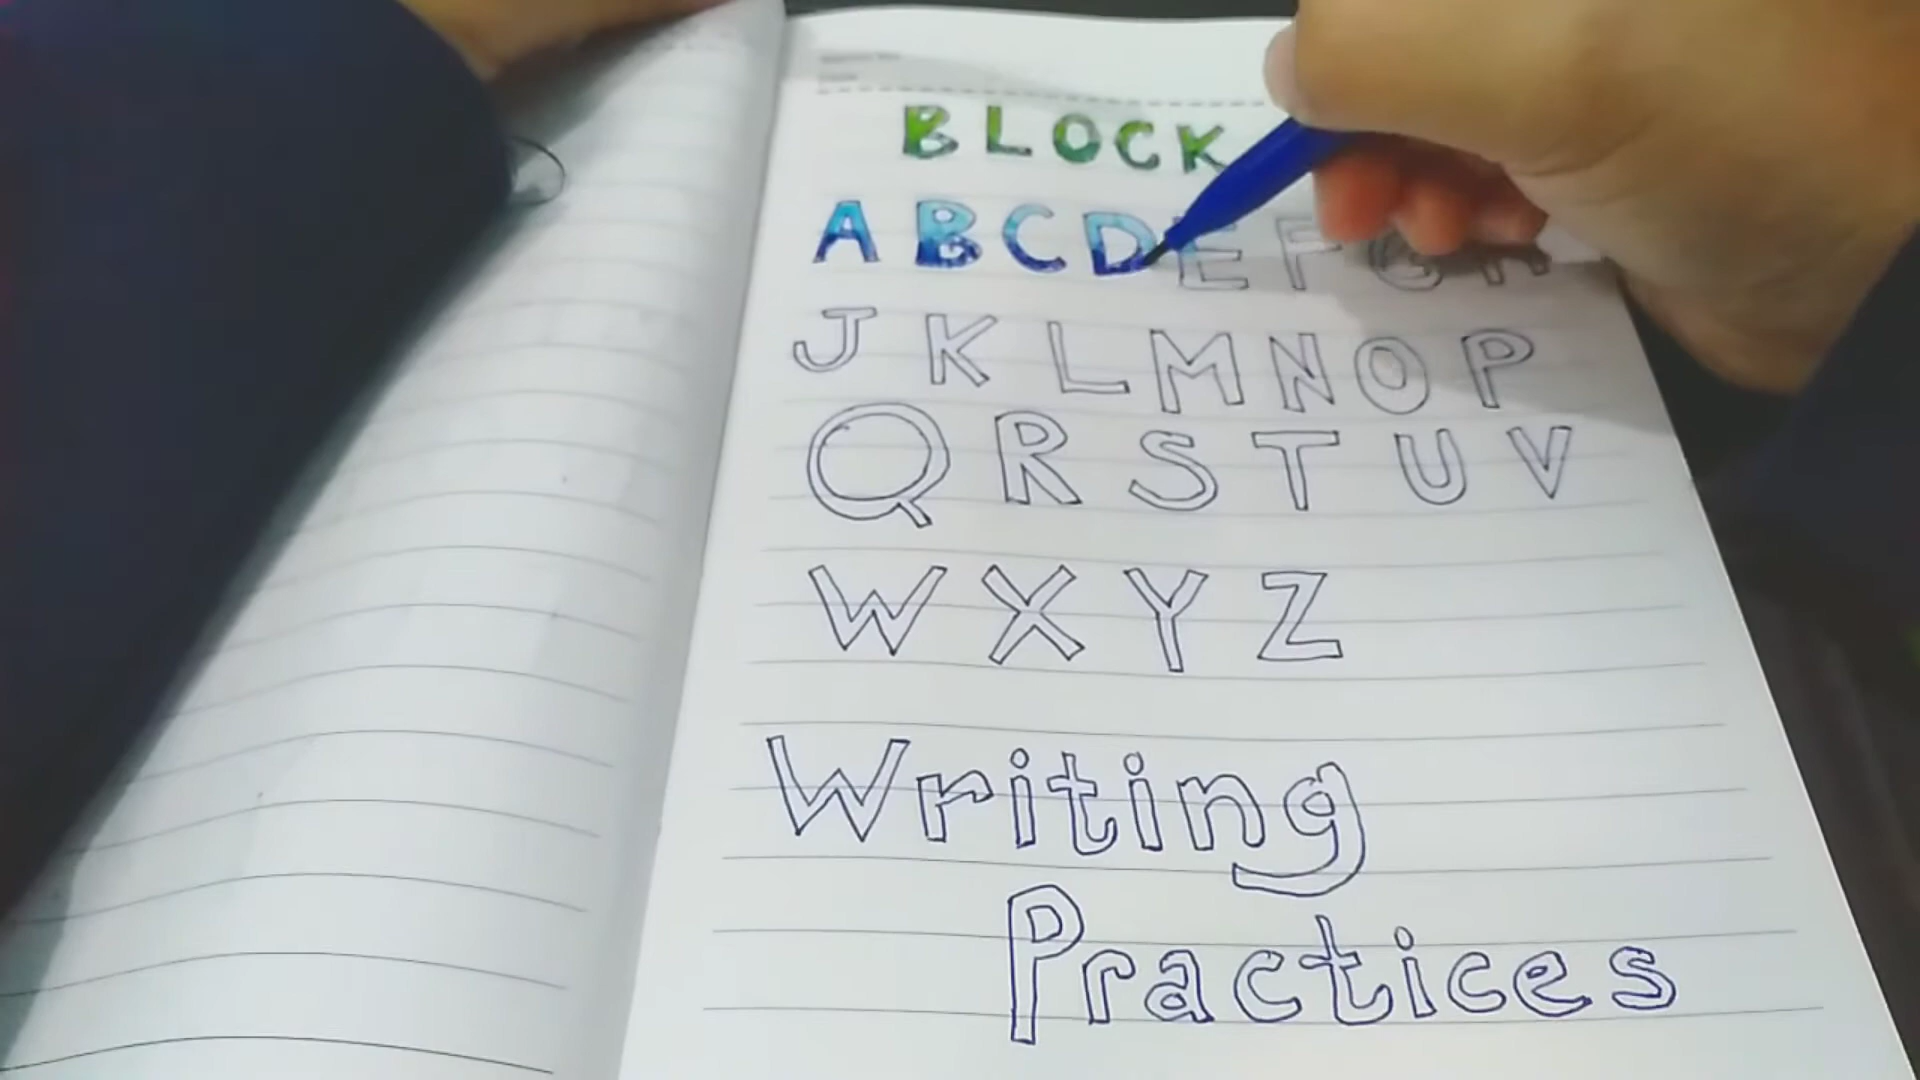 BLOCK
A B C D E F G H
J K L M N O P
Q R S T U V
W X Y Z
Writing
Practices